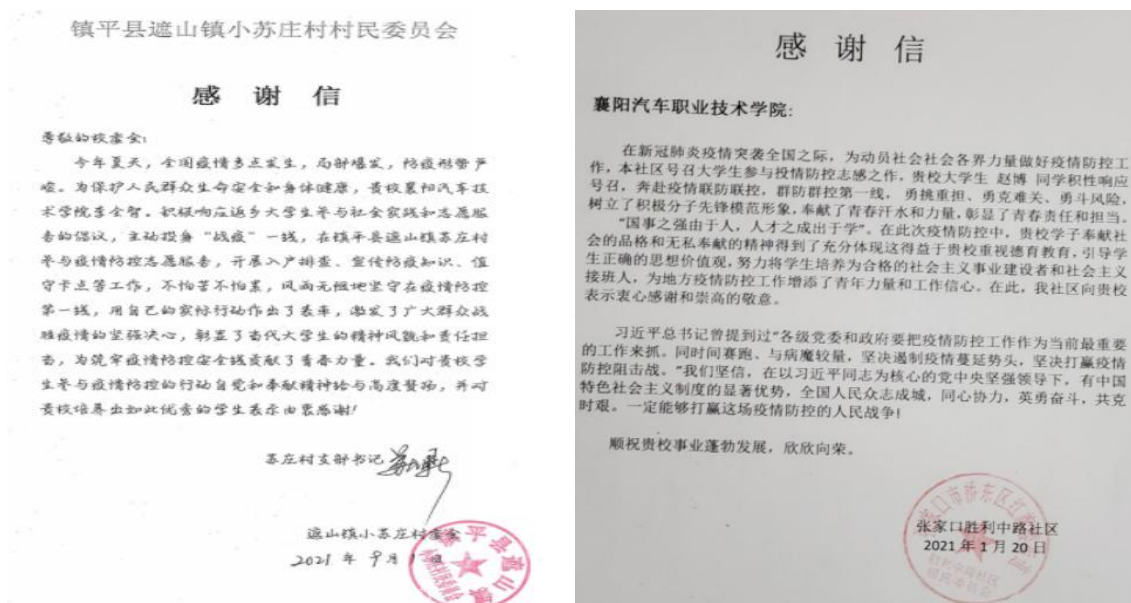 镇平县遮山镇小苏庄村村民委员会
感谢信
尊敬的校委会:
今年夏天,全国疫情多点发生,局部爆发,防疫形势严
峻。为保护人民群众生命安全和身体健康,贵校襄阳汽车技
术学院李全智。积极响应返乡大学生参与社会实践和志愿服
务的倡议,主动投身“战疫”一线,在镇平县遮山镇苏庄村
参与疫情防控志愿服务,开展入户排查、宣传防疫知识、值
守卡点等工作,不怕苦不怕累,风雨无阻地坚守在疫情防控
第一线,用自己的实际行动作出了表率,激发了广大群众战
胜疫情的坚强决心,彰显了当代大学生的精神风貌和责任担
当,为筑牢疫情防控安全线贡献了青春力量。我们对贵校学
生参与疫情防控的行动自觉和奉献精神给与高度赞扬,并对
贵校培养出如此优秀的学生表示由衷感谢!
苏庄村支部书记
遮山镇小苏庄村委会
2021年9月1日
感谢信
襄阳汽车职业技术学院:
在新冠肺炎疫情突袭全国之际,为动员社会社会各界力量做好疫情防控工
作,本社区号召大学生参与投情防控志感之作,贵校大学生 赵博 同学积性响应
号召,奔赴疫情联防联控,群防群控第一线,勇挑重担、勇克难关、勇斗风险,
树立了积极分子先锋模范形象,奉献了青春汗水和力量,彰显了青春责任和担当。
“国事之强由于人,人才之成出于学”。在此次疫情防控中,贵校学子奉献社
会的品格和无私奉献的精神得到了充分体现这得益于贵校重视德育教育,引导学
生正确的思想价值观,努力将学生培养为合格的社会主义事业建设者和社会主义
接班人,为地方疫情防控工作增添了青年力量和工作信心。在此,我社区向贵校
表示衷心感谢和崇高的敬意。
习近平总书记曾提到过“各级党委和政府要把疫情防控工作作为当前最重要
的工作来抓。同时间赛跑、与病魔较量,坚决遏制疫情蔓延势头,坚决打赢疫情
防控阻击战。”我们坚信,在以习近平同志为核心的党中央坚强领导下,有中国
特色社会主义制度的显著优势,全国人民众志成城,同心协力,英勇奋斗,共克
时艰。一定能够打赢这场疫情防控的人民战争!
顺祝贵校事业蓬勃发展,欣欣向荣。
张家口胜利中路社区
2021年1月20日